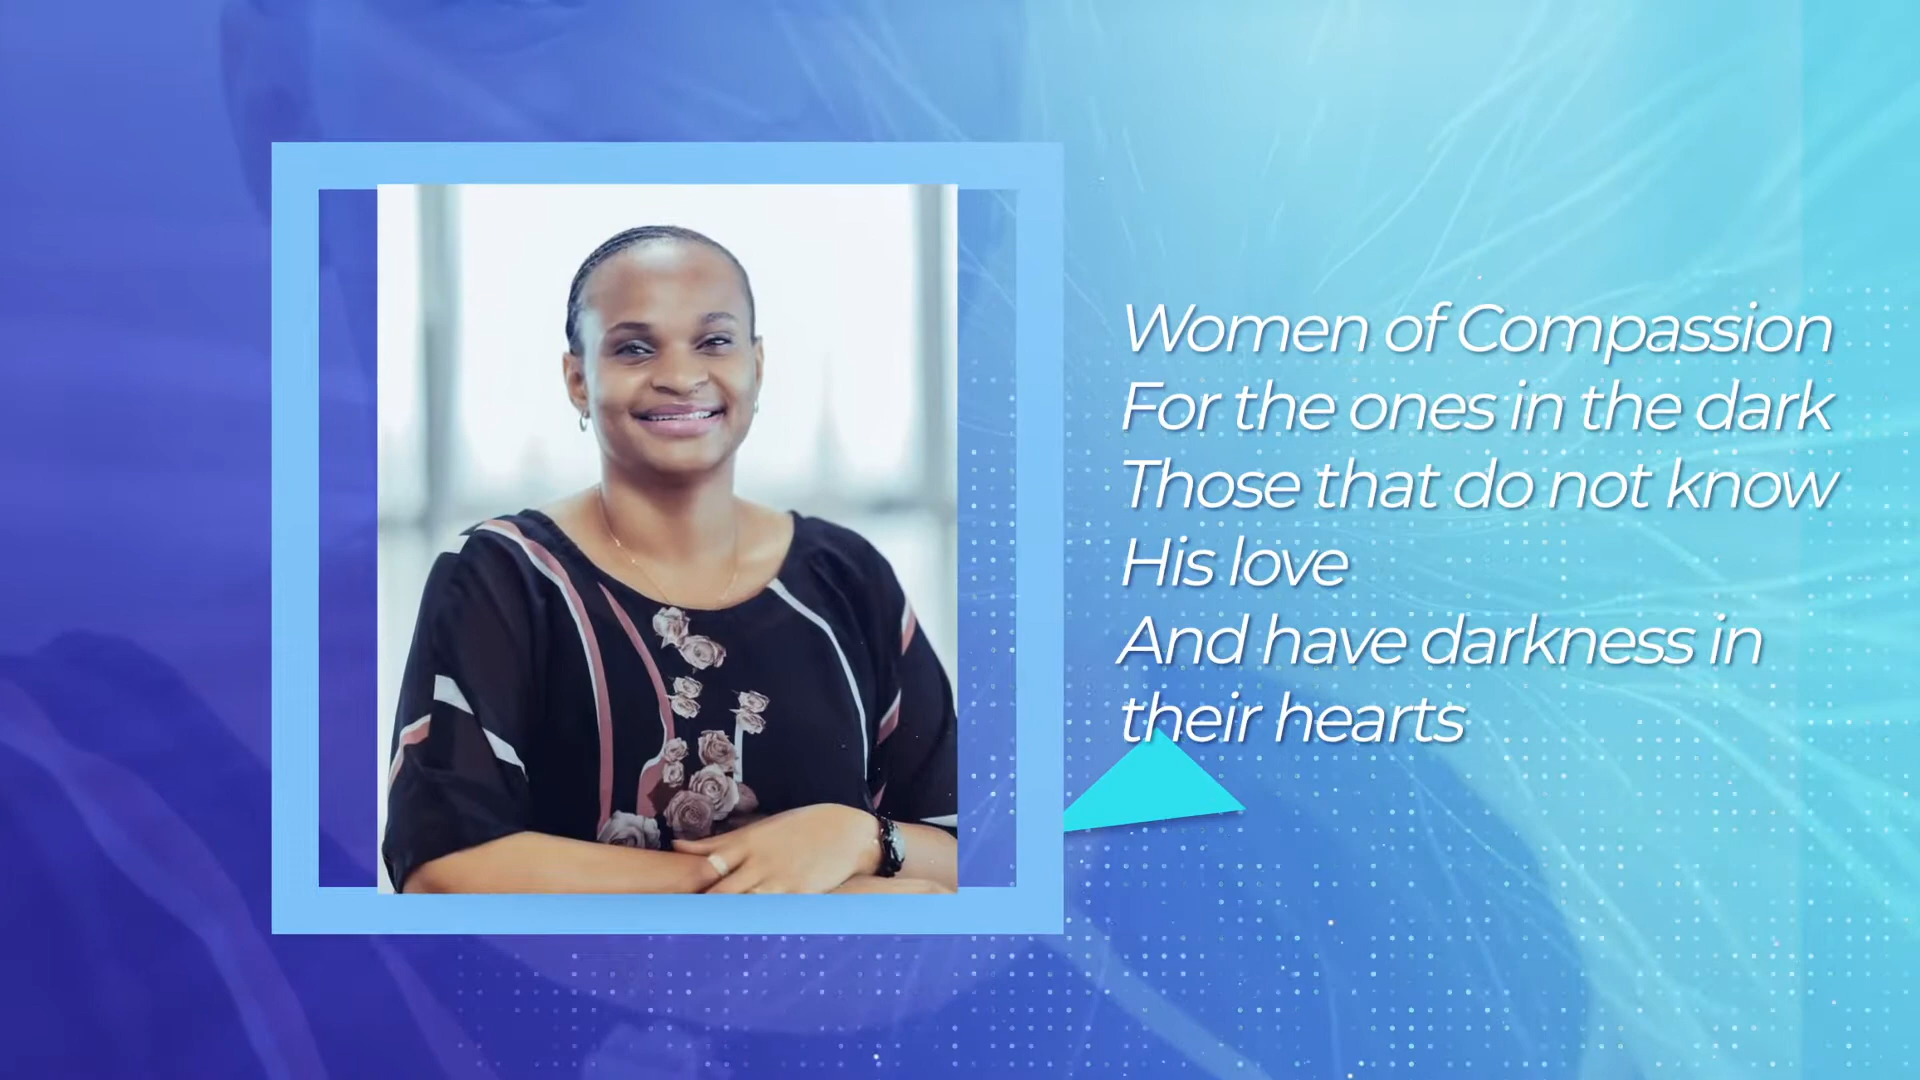 Women of Compassion
For the ones in the dark
Those that do not know
His love
And have darkness in
their hearts